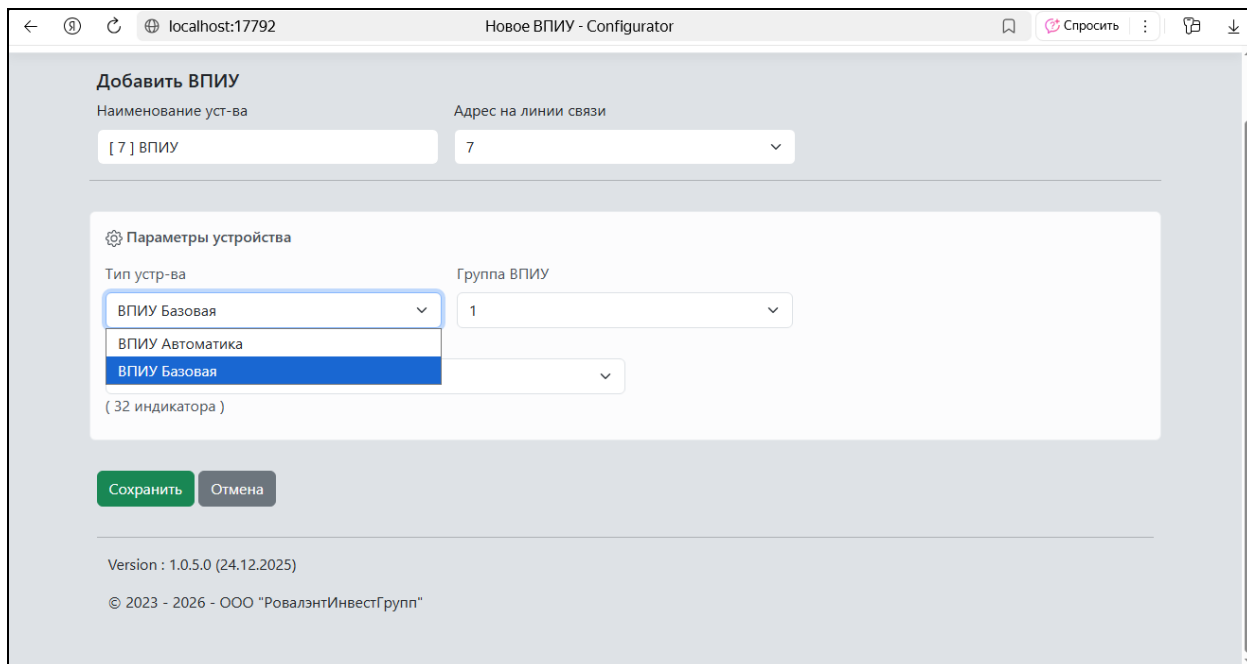 localhost:17792 Новое ВПИУ - Configurator Спросить
Добавить ВПИУ
Наименование уст-ва Адрес на линии связи
[ 7 ] ВПИУ 7
Параметры устройства
Тип устр-ва Группа ВПИУ
ВПИУ Базовая 1
ВПИУ Автоматика
ВПИУ Базовая
( 32 индикатора )
Сохранить Отмена
Version : 1.0.5.0 (24.12.2025)
© 2023 - 2026 - ООО "РовалэнтИнвестГрупп"